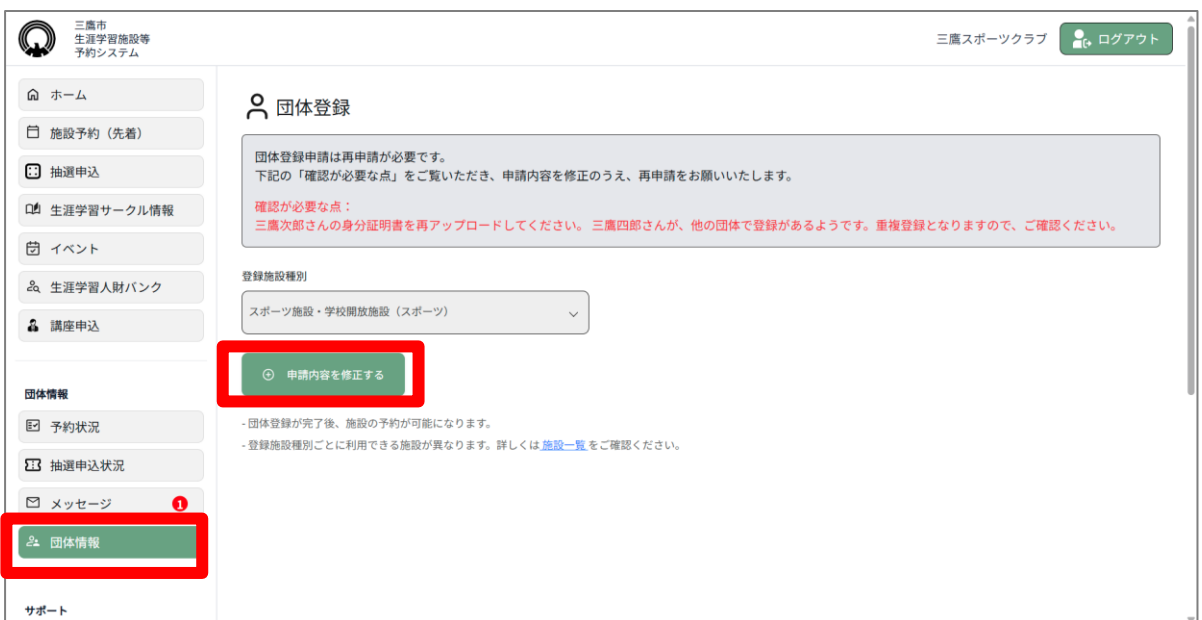 三鷹市
生涯学習施設等
予約システム
三鷹スポーツクラブ
ログアウト
ホーム
施設予約（先着）
抽選申込
生涯学習サークル情報
イベント
生涯学習人財バンク
講座申込
団体情報
予約状況
抽選申込状況
メッセージ 1
団体情報
サポート
団体登録
団体登録申請は再申請が必要です。
下記の「確認が必要な点」をご覧いただき、申請内容を修正のうえ、再申請をお願いいたします。
確認が必要な点：
三鷹次郎さんの身分証明書を再アップロードしてください。 三鷹四郎さんが、他の団体で登録があるようです。重複登録となりますので、ご確認ください。
登録施設種別
スポーツ施設・学校開放施設（スポーツ）
申請内容を修正する
- 団体登録が完了後、施設の予約が可能になります。
- 登録施設種別ごとに利用できる施設が異なります。詳しくは 施設一覧 をご確認ください。